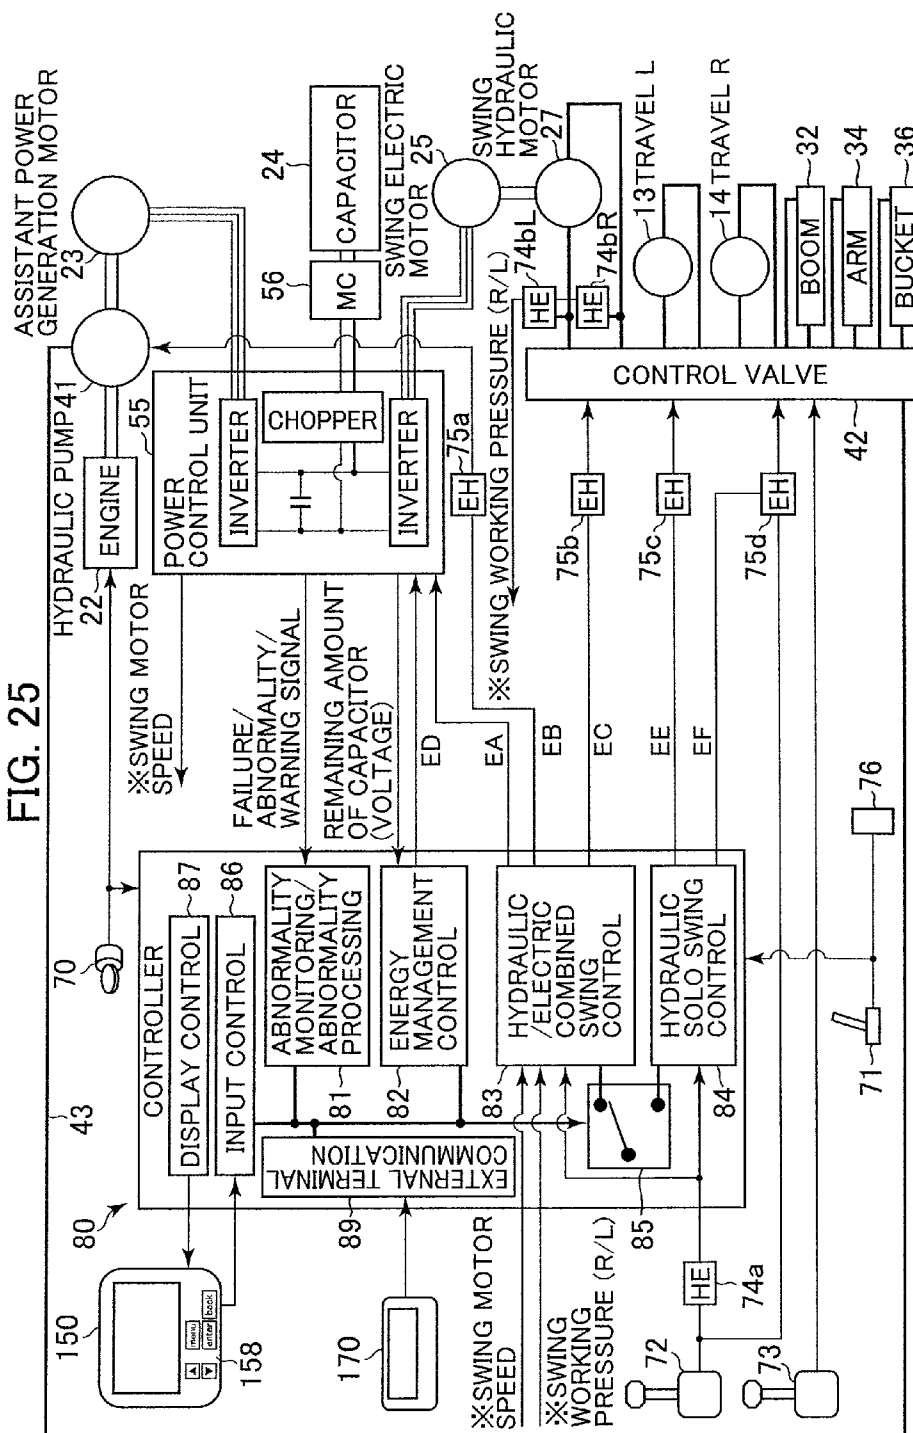 FIG. 25
43
ASSISTANT POWER
GENERATION MOTOR
23
HYDRAULIC PUMP41
22
ENGINE
70
※SWING MOTOR
SPEED
55
POWER
CONTROL UNIT
INVERTER
CHOPPER
INVERTER
24
CAPACITOR
56
MC
SWING ELECTRIC
MOTOR
25
SWING
HYDRAULIC
MOTOR
27
FAILURE/
ABNORMALITY/
WARNING SIGNAL
REMAINING AMOUNT
OF CAPACITOR
(VOLTAGE)
ED
EA
EB
EC
EE
EF
75a
EH
※SWING WORKING PRESSURE (R/L)
HE
74bL
HE
74bR
13 TRAVEL L
14 TRAVEL R
75b
EH
75c
EH
75d
EH
CONTROL VALVE
42
BOOM
32
ARM
34
BUCKET
36
80
CONTROLLER
DISPLAY CONTROL
87
INPUT CONTROL
86
ABNORMALITY
MONITORING/
ABNORMALITY
PROCESSING
81
ENERGY
MANAGEMENT
CONTROL
82
HYDRAULIC
/ELECTRIC
COMBINED
SWING
CONTROL
83
HYDRAULIC
SOLO SWING
CONTROL
84
85
EXTERNAL TERMINAL
COMMUNICATION
89
150
menu
enter
back
158
170
※SWING MOTOR
SPEED
※SWING
WORKING
PRESSURE (R/L)
HE
74a
72
73
71
76